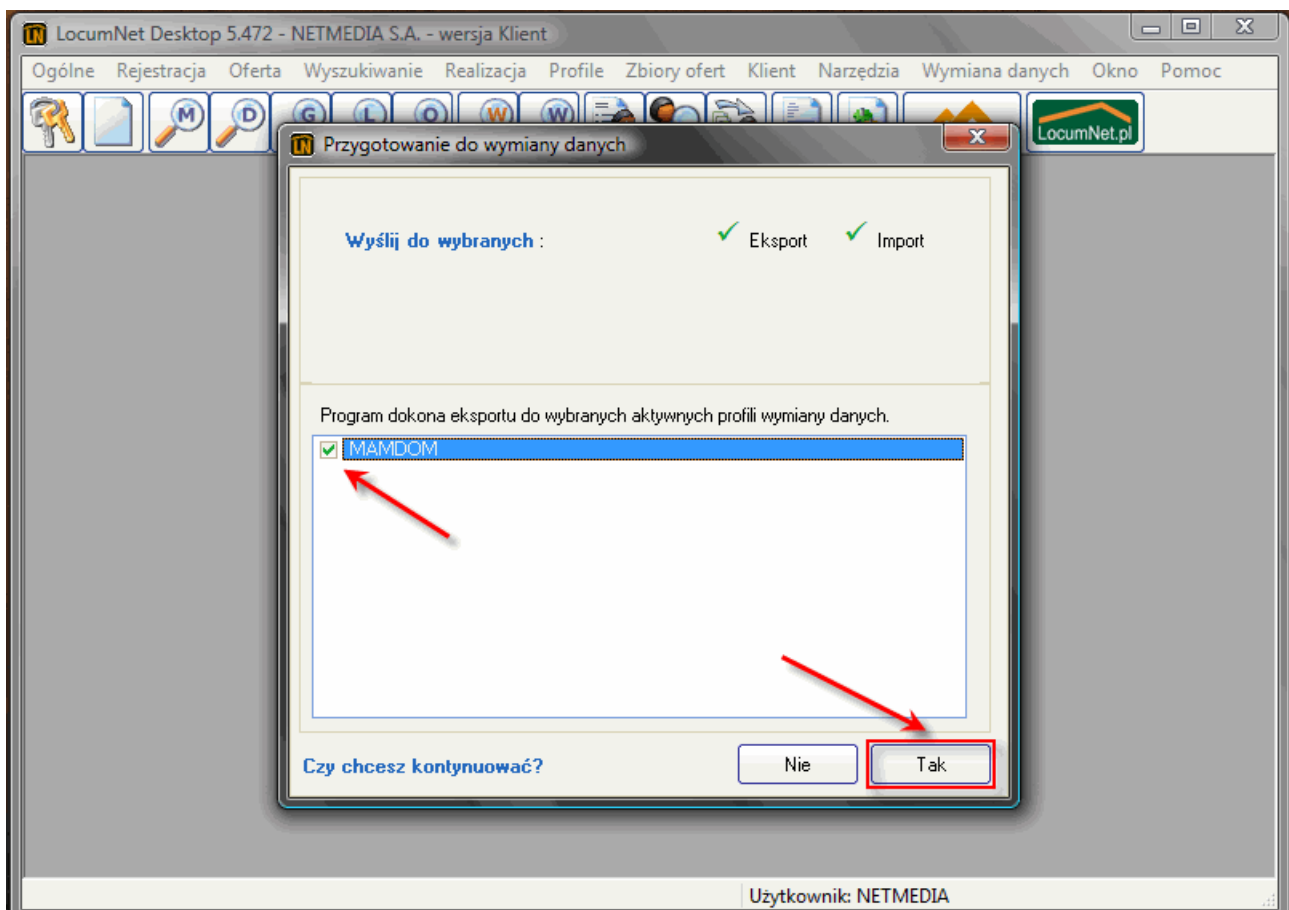 LocumNet Desktop 5.472 - NETMEDIA S.A. - wersja Klient
Ogólne Rejestracja Oferta Wyszukiwanie Realizacja Profile Zbiory ofert Klient Narzędzia Wymiana danych Okno Pomoc
M D G L O W W LocumNet.pl
Przygotowanie do wymiany danych
Wyślij do wybranych : Eksport Import
Program dokona eksportu do wybranych aktywnych profili wymiany danych.
MAMDOM
Czy chcesz kontynuować? Nie Tak
Użytkownik: NETMEDIA